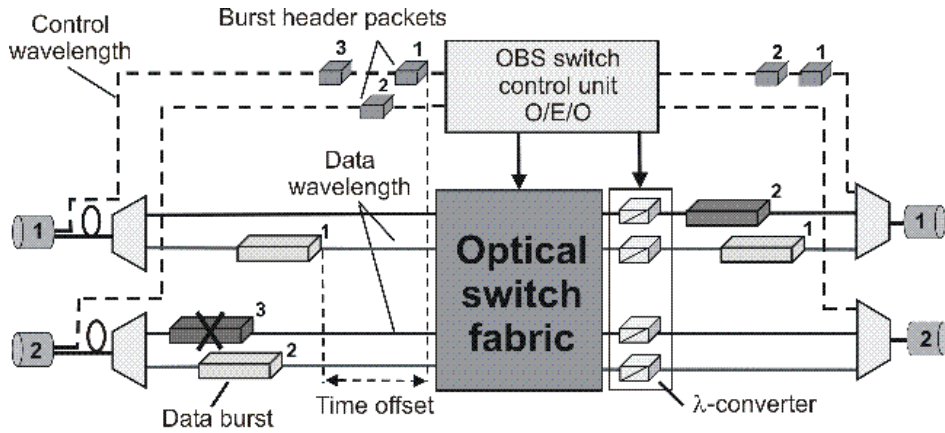 Control
wavelength
Burst header packets
3
1
2
OBS switch
control unit
O/E/O
2
1
Data
wavelength
1
1
2
1
1
Optical
switch
fabric
2
3
2
2
Data burst
Time offset
λ-converter